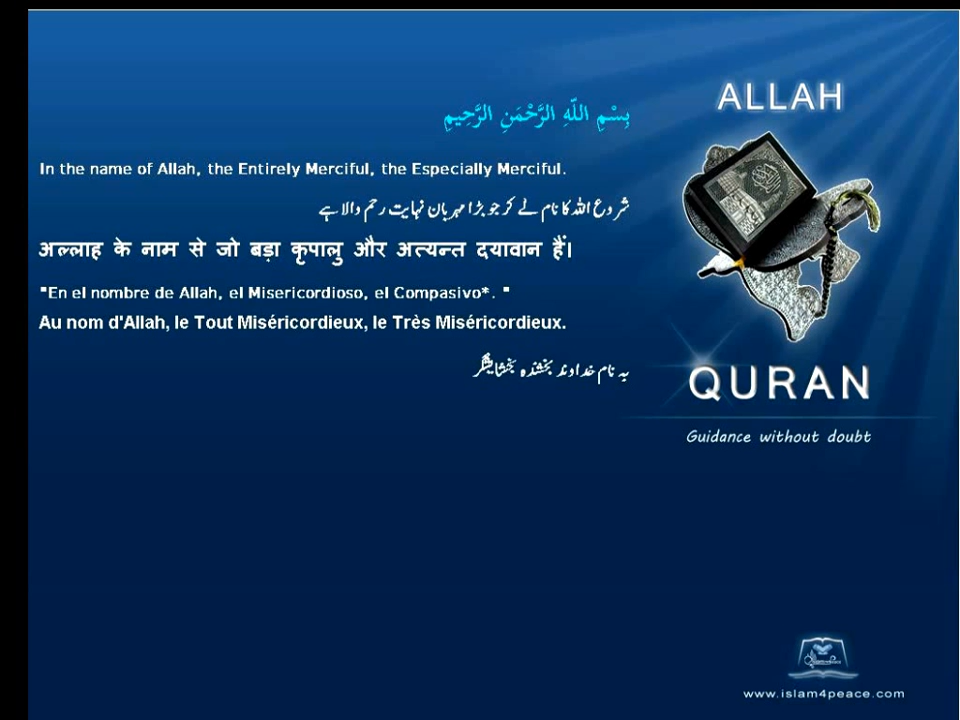 بِسْمِ اللّهِ الرَّحْمَنِ الرَّحِيمِ
In the name of Allah, the Entirely Merciful, the Especially Merciful.
شروع الله کا نام لے کر جو بڑا مہربان نہایت رحم والا ہے
अल्लाह के नाम से जो बड़ा कृपालु और अत्यन्त दयावान हैं।
"En el nombre de Allah, el Misericordioso, el Compasivo*. "
Au nom d'Allah, le Tout Miséricordieux, le Très Miséricordieux.
به نام خداوند بخشنده بخشایشگر
ALLAH
QURAN
Guidance without doubt
www.islam4peace.com